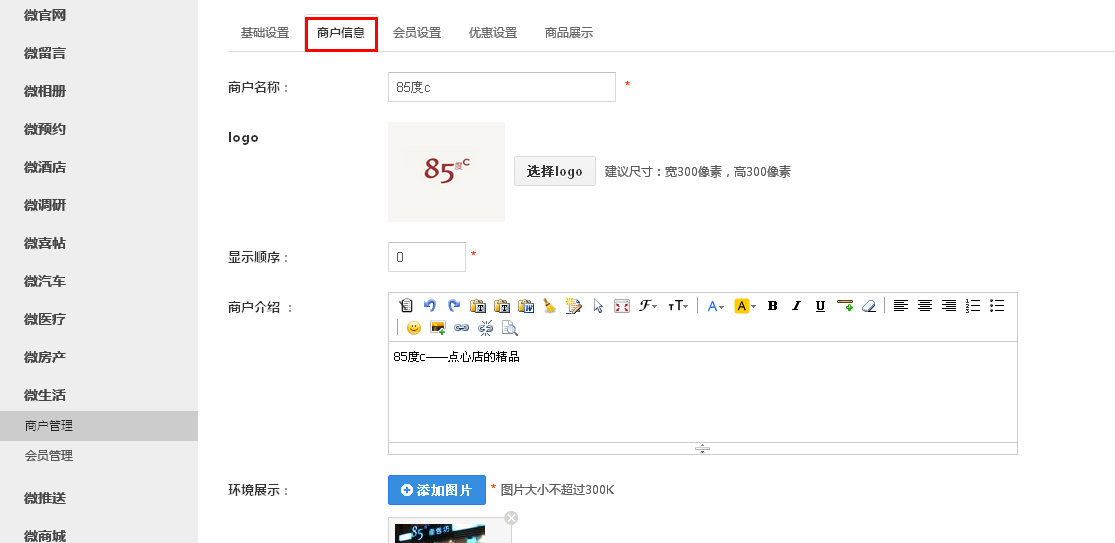 微官网
微留言
微相册
微预约
微酒店
微调研
微喜帖
微汽车
微医疗
微房产
微生活
商户管理
会员管理
微推送
微商城
基础设置 商户信息 会员设置 优惠设置 商品展示
商户名称： 85度c *
logo
85度C
选择logo 建议尺寸：宽300像素，高300像素
显示顺序： 0 *
商户介绍 ：
85度c——点心店的精品
环境展示： 添加图片 * 图片大小不超过300K
85°